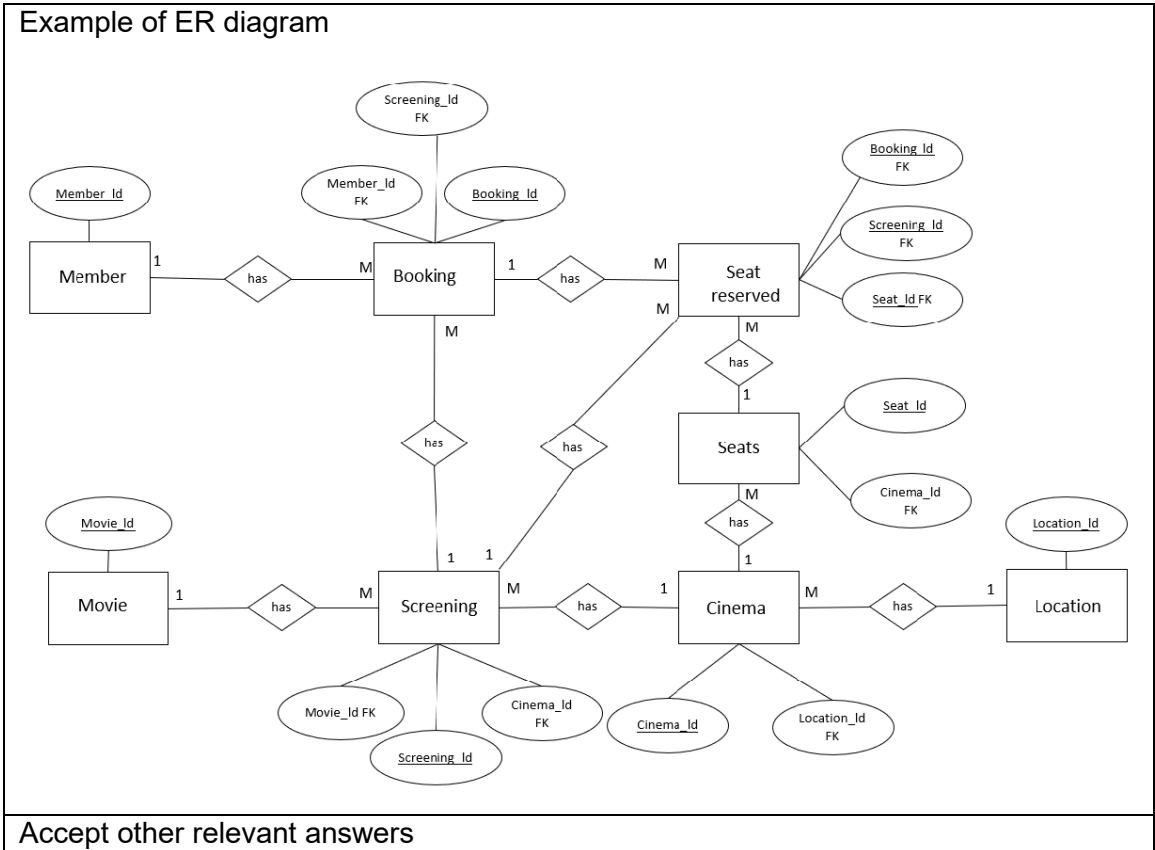 Example of ER diagram
Screening_Id
FK
Member_Id
Member_Id
FK
Booking_Id
Booking_Id
FK
Screening_Id
FK
Seat_Id FK
Member
1
has
M
Booking
1
has
M
Seat
reserved
M
M
M
has
1
has
has
Seats
Seat_Id
Cinema_Id
FK
M
has
1
Movie_Id
Location_Id
1
1
Movie
1
has
M
Screening
M
has
1
Cinema
M
has
1
Location
Movie_Id FK
Screening_Id
Cinema_Id
FK
Cinema_Id
Location_Id
FK
Accept other relevant answers